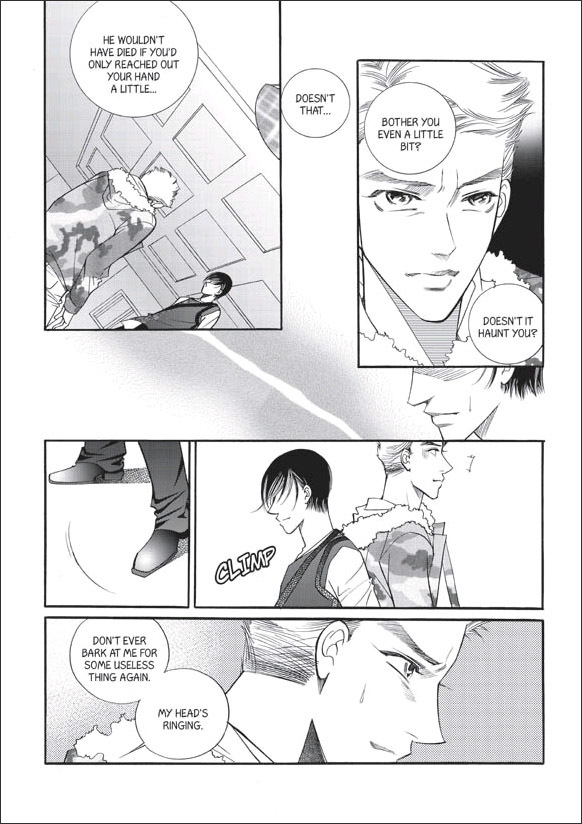 HE WOULDN'T
HAVE DIED IF YOU'D
ONLY REACHED OUT
YOUR HAND
A LITTLE...
DOESN'T
THAT...
BOTHER YOU
EVEN A LITTLE
BIT?
DOESN'T IT
HAUNT YOU?
CLIMP
DON'T EVER
BARK AT ME FOR
SOME USELESS
THING AGAIN.
MY HEAD'S
RINGING.